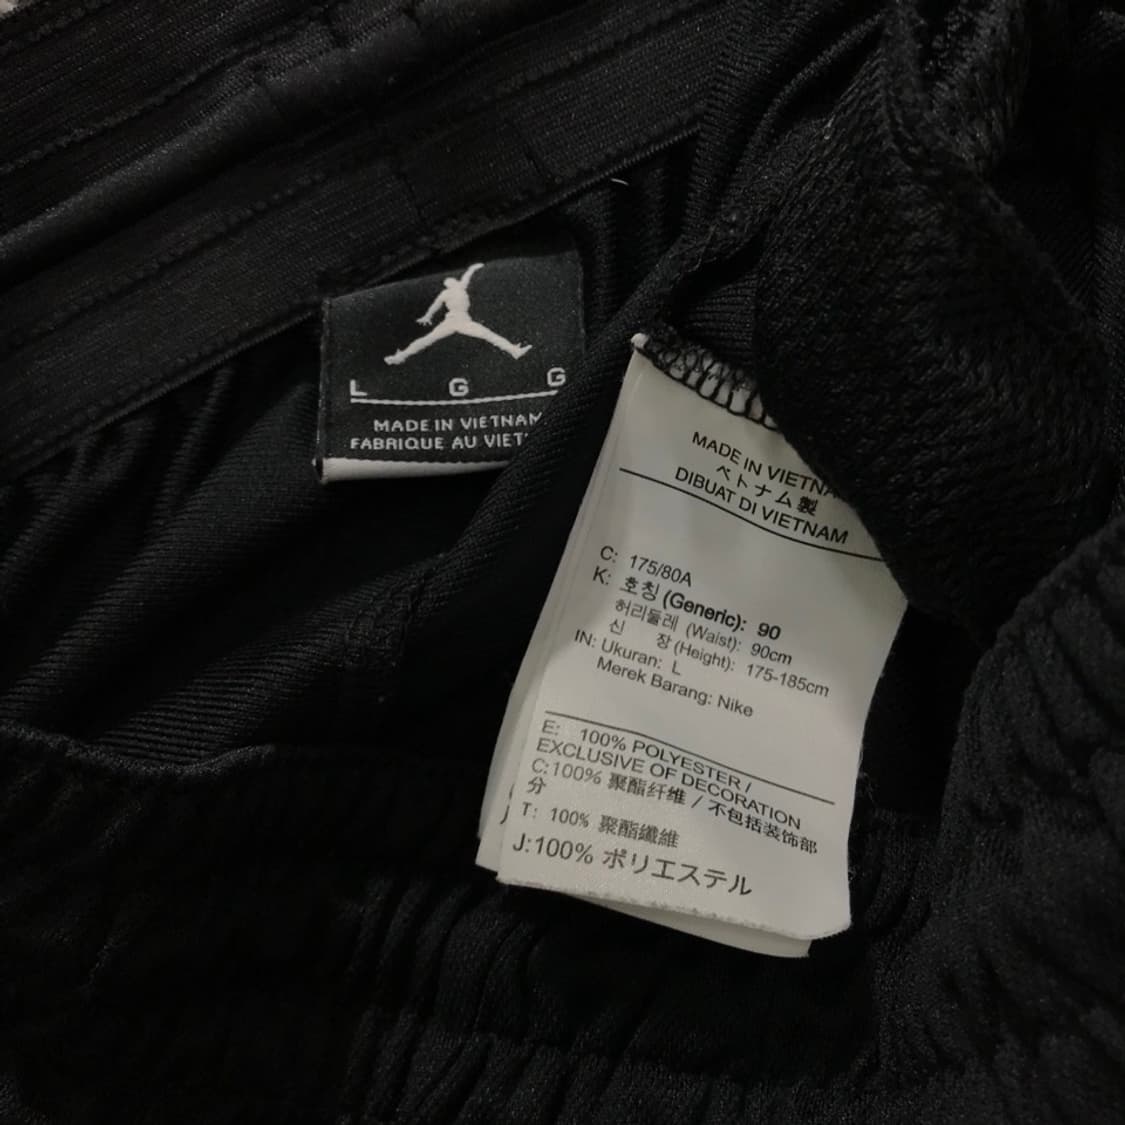 L G G
MADE IN VIETNAM
FABRIQUE AU
MADE IN
ベトナム製
DIBUAT DI VIETNAM
C: 175/80A
K: 호칭 (Generic): 90
허리둘레 (Waist): 90cm
신 장 (Height): 175-185cm
IN: Ukuran: L
Merek Barang: Nike
E: 100% POLYESTER /
EXCLUSIVE OF DECORATION
C:100% 聚酯纤维 / 不包括装饰部
分
T: 100% 聚酯纖維
J:100% ポリエステル